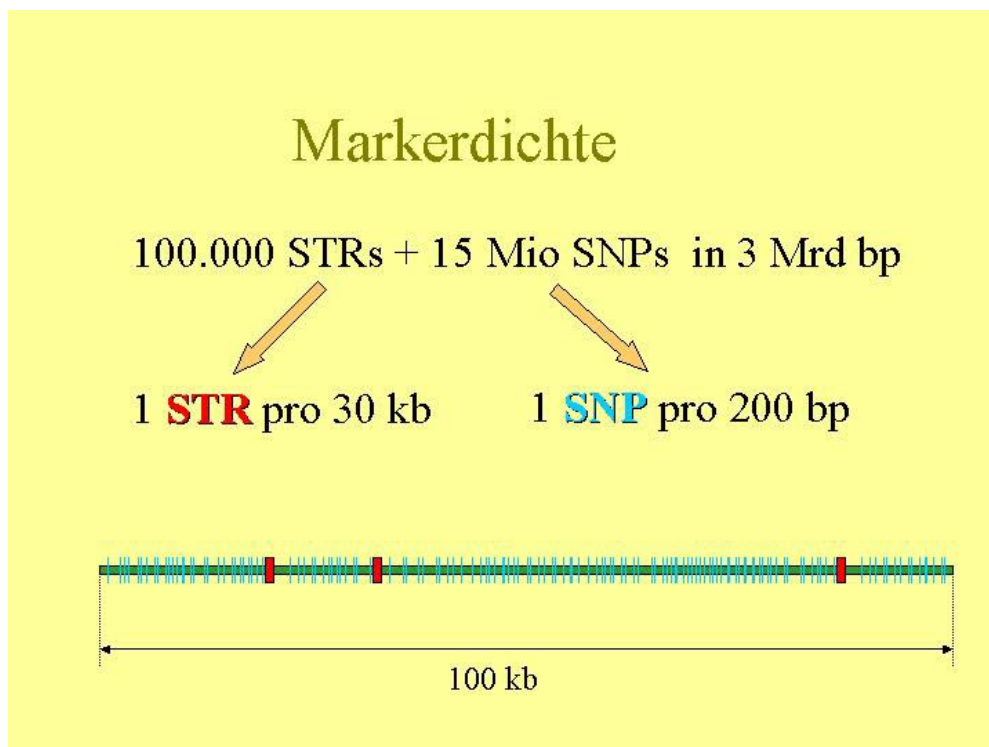 Markerdichte
100.000 STRs + 15 Mio SNPs in 3 Mrd bp
1 STR pro 30 kb
1 SNP pro 200 bp
100 kb